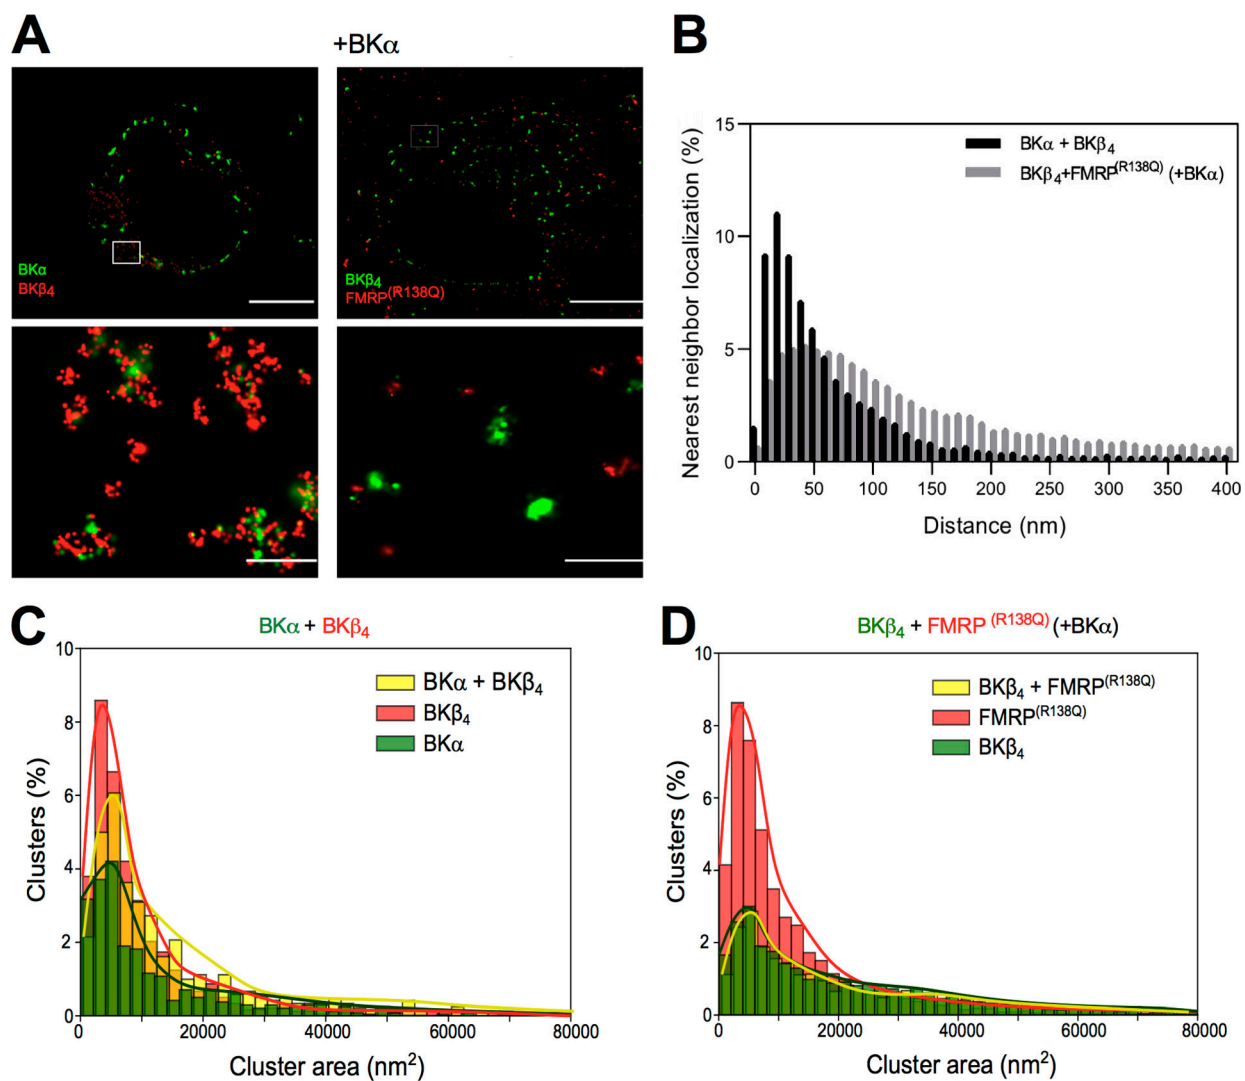 A
+BKα
BKα
BKβ₄
BKβ₄
FMRP(R138Q)
B
Nearest neighbor localization (%)
15
10
5
0
BKα + BKβ₄
BKβ₄+FMRP(R138Q) (+BKα)
0 50 100 150 200 250 300 350 400
Distance (nm)
C
BKα + BKβ₄
Clusters (%)
10
8
6
4
2
0
BKα + BKβ₄
BKβ₄
BKα
0 20000 40000 60000 80000
Cluster area (nm²)
D
BKβ₄ + FMRP (R138Q) (+BKα)
Clusters (%)
10
8
6
4
2
0
BKβ₄ + FMRP(R138Q)
FMRP(R138Q)
BKβ₄
0 20000 40000 60000 80000
Cluster area (nm²)